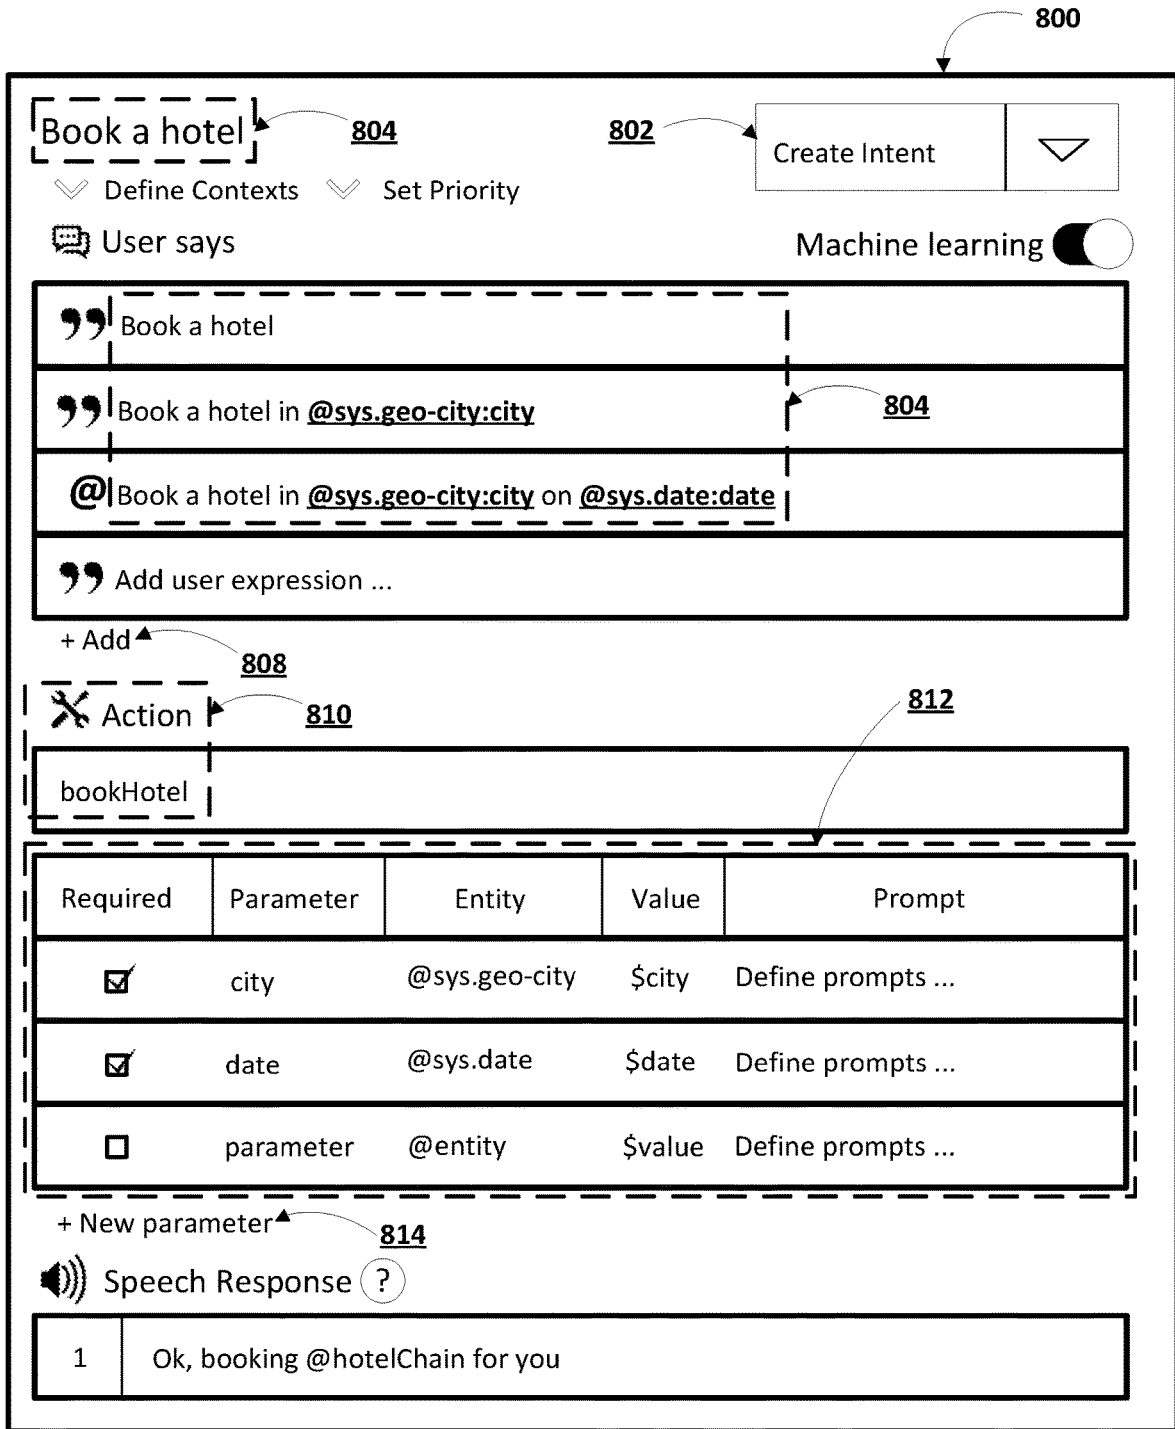 800
Book a hotel 804 802 Create Intent
Define Contexts Set Priority
User says Machine learning
Book a hotel
Book a hotel in @sys.geo-city:city 804
@ Book a hotel in @sys.geo-city:city on @sys.date:date
Add user expression ...
+ Add 808
Action 810 812
bookHotel
Required Parameter Entity Value Prompt
city @sys.geo-city $city Define prompts ...
date @sys.date $date Define prompts ...
parameter @entity $value Define prompts ...
+ New parameter 814
Speech Response ?
1 Ok, booking @hotelChain for you